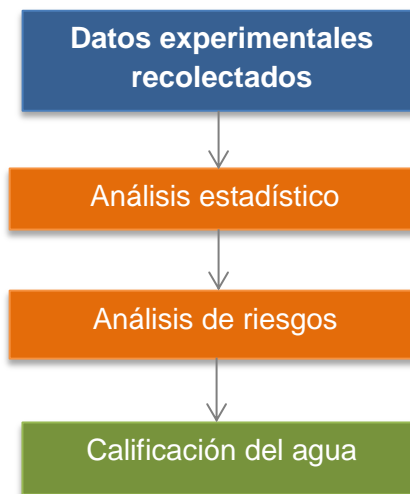 Datos experimentales
recolectados
Análisis estadístico
Análisis de riesgos
Calificación del agua